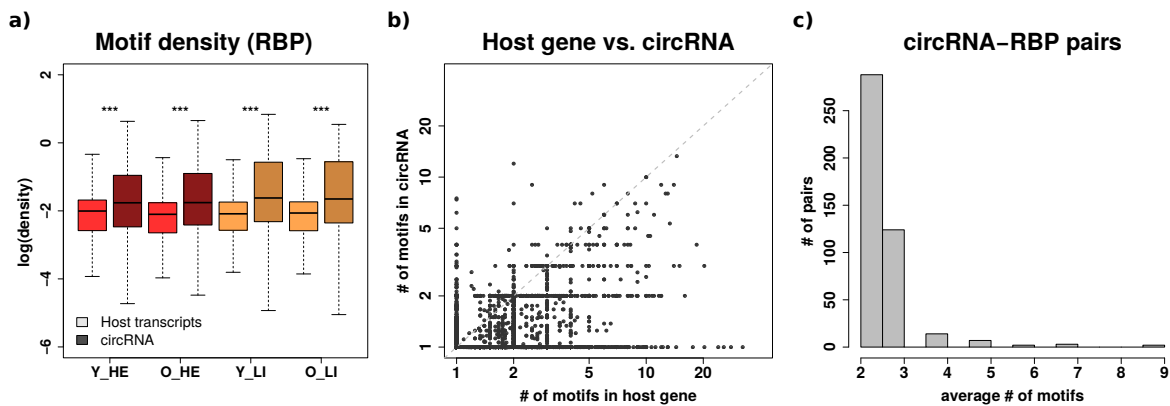 a)
Motif density (RBP)
log(density)
2
0
−2
−4
−6
***
***
***
***
Host transcripts
circRNA
Y_HE
O_HE
Y_LI
O_LI
b)
Host gene vs. circRNA
# of motifs in circRNA
20
10
5
2
1
1
2
5
10
20
# of motifs in host gene
c)
circRNA−RBP pairs
# of pairs
250
200
150
100
50
0
2
3
4
5
6
7
8
9
average # of motifs